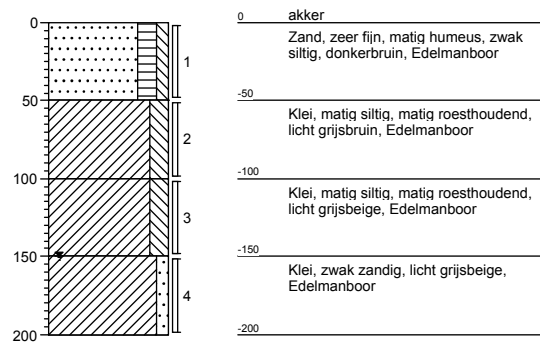 0
50
100
150
200
1
2
3
4
0 akker
Zand, zeer fijn, matig humeus, zwak
siltig, donkerbruin, Edelmanboor
-50
Klei, matig siltig, matig roesthoudend,
licht grijsbruin, Edelmanboor
-100
Klei, matig siltig, matig roesthoudend,
licht grijsbeige, Edelmanboor
-150
Klei, zwak zandig, licht grijsbeige,
Edelmanboor
-200